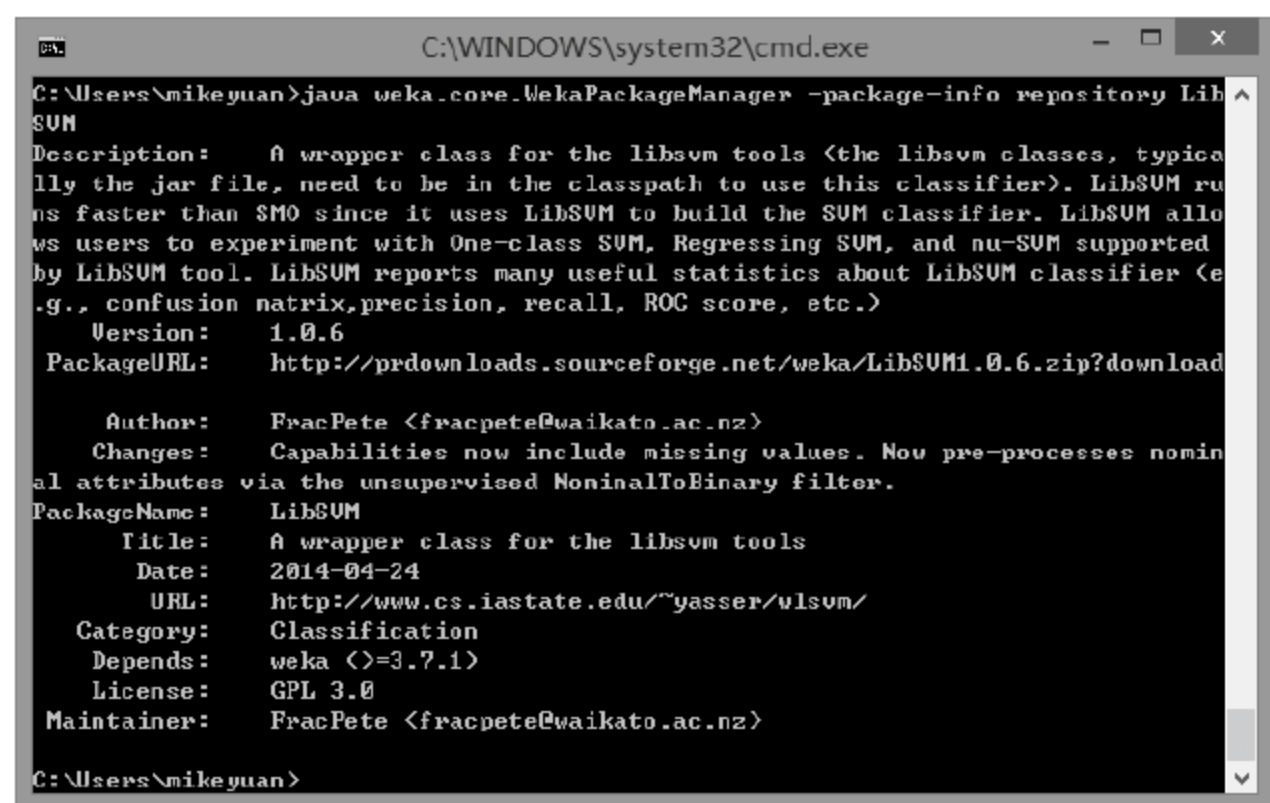 C:\WINDOWS\system32\cmd.exe
C:\Users\mikeyuan>java weka.core.WekaPackageManager -package-info repository Lib
SVM
Description:    A wrapper class for the libsvm tools (the libsvm classes, typica
lly the jar file, need to be in the classpath to use this classifier). LibSVM ru
ns faster than SMO since it uses LibSVM to build the SVM classifier. LibSVM allo
ws users to experiment with One-class SVM, Regressing SVM, and nu-SVM supported
by LibSVM tool. LibSVM reports many useful statistics about LibSVM classifier (e
.g., confusion matrix,precision, recall, ROC score, etc.)
Version:    1.0.6
PackageURL:    http://prdownloads.sourceforge.net/weka/LibSVM1.0.6.zip?download
Author:    FracPete <fracpete@waikato.ac.nz>
Changes:    Capabilities now include missing values. Now pre-processes nomin
al attributes via the unsupervised NominalToBinary filter.
PackageName:    LibSVM
Title:    A wrapper class for the libsvm tools
Date:    2014-04-24
URL:    http://www.cs.iastate.edu/~yasser/wlsvm/
Category:    Classification
Depends:    weka (>=3.7.1)
License:    GPL 3.0
Maintainer:    FracPete <fracpete@waikato.ac.nz>
C:\Users\mikeyuan>